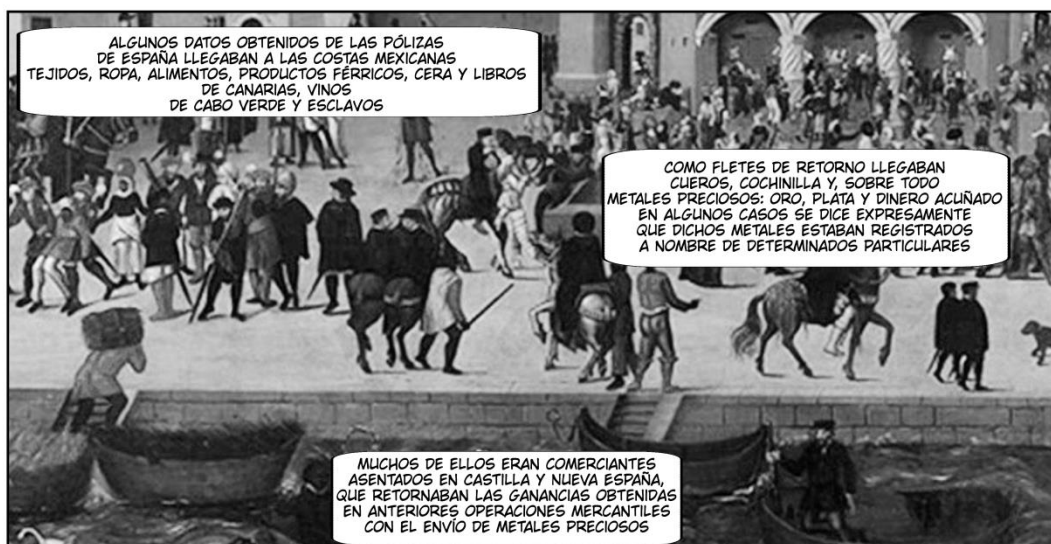 ALGUNOS DATOS OBTENIDOS DE LAS PÓLIZAS
DE ESPAÑA LLEGABAN A LAS COSTAS MEXICANAS
TEJIDOS, ROPA, ALIMENTOS, PRODUCTOS FÉRRICOS, CERA Y LIBROS
DE CANARIAS, VINOS
DE CABO VERDE Y ESCLAVOS
COMO FLETES DE RETORNO LLEGABAN
CUEROS, COCHINILLA Y, SOBRE TODO
METALES PRECIOSOS: ORO, PLATA Y DINERO ACUÑADO
EN ALGUNOS CASOS SE DICE EXPRESAMENTE
QUE DICHOS METALES ESTABAN REGISTRADOS
A NOMBRE DE DETERMINADOS PARTICULARES
MUCHOS DE ELLOS ERAN COMERCIANTES
ASENTADOS EN CASTILLA Y NUEVA ESPAÑA,
QUE RETORNABAN LAS GANANCIAS OBTENIDAS
EN ANTERIORES OPERACIONES MERCANTILES
CON EL ENVÍO DE METALES PRECIOSOS